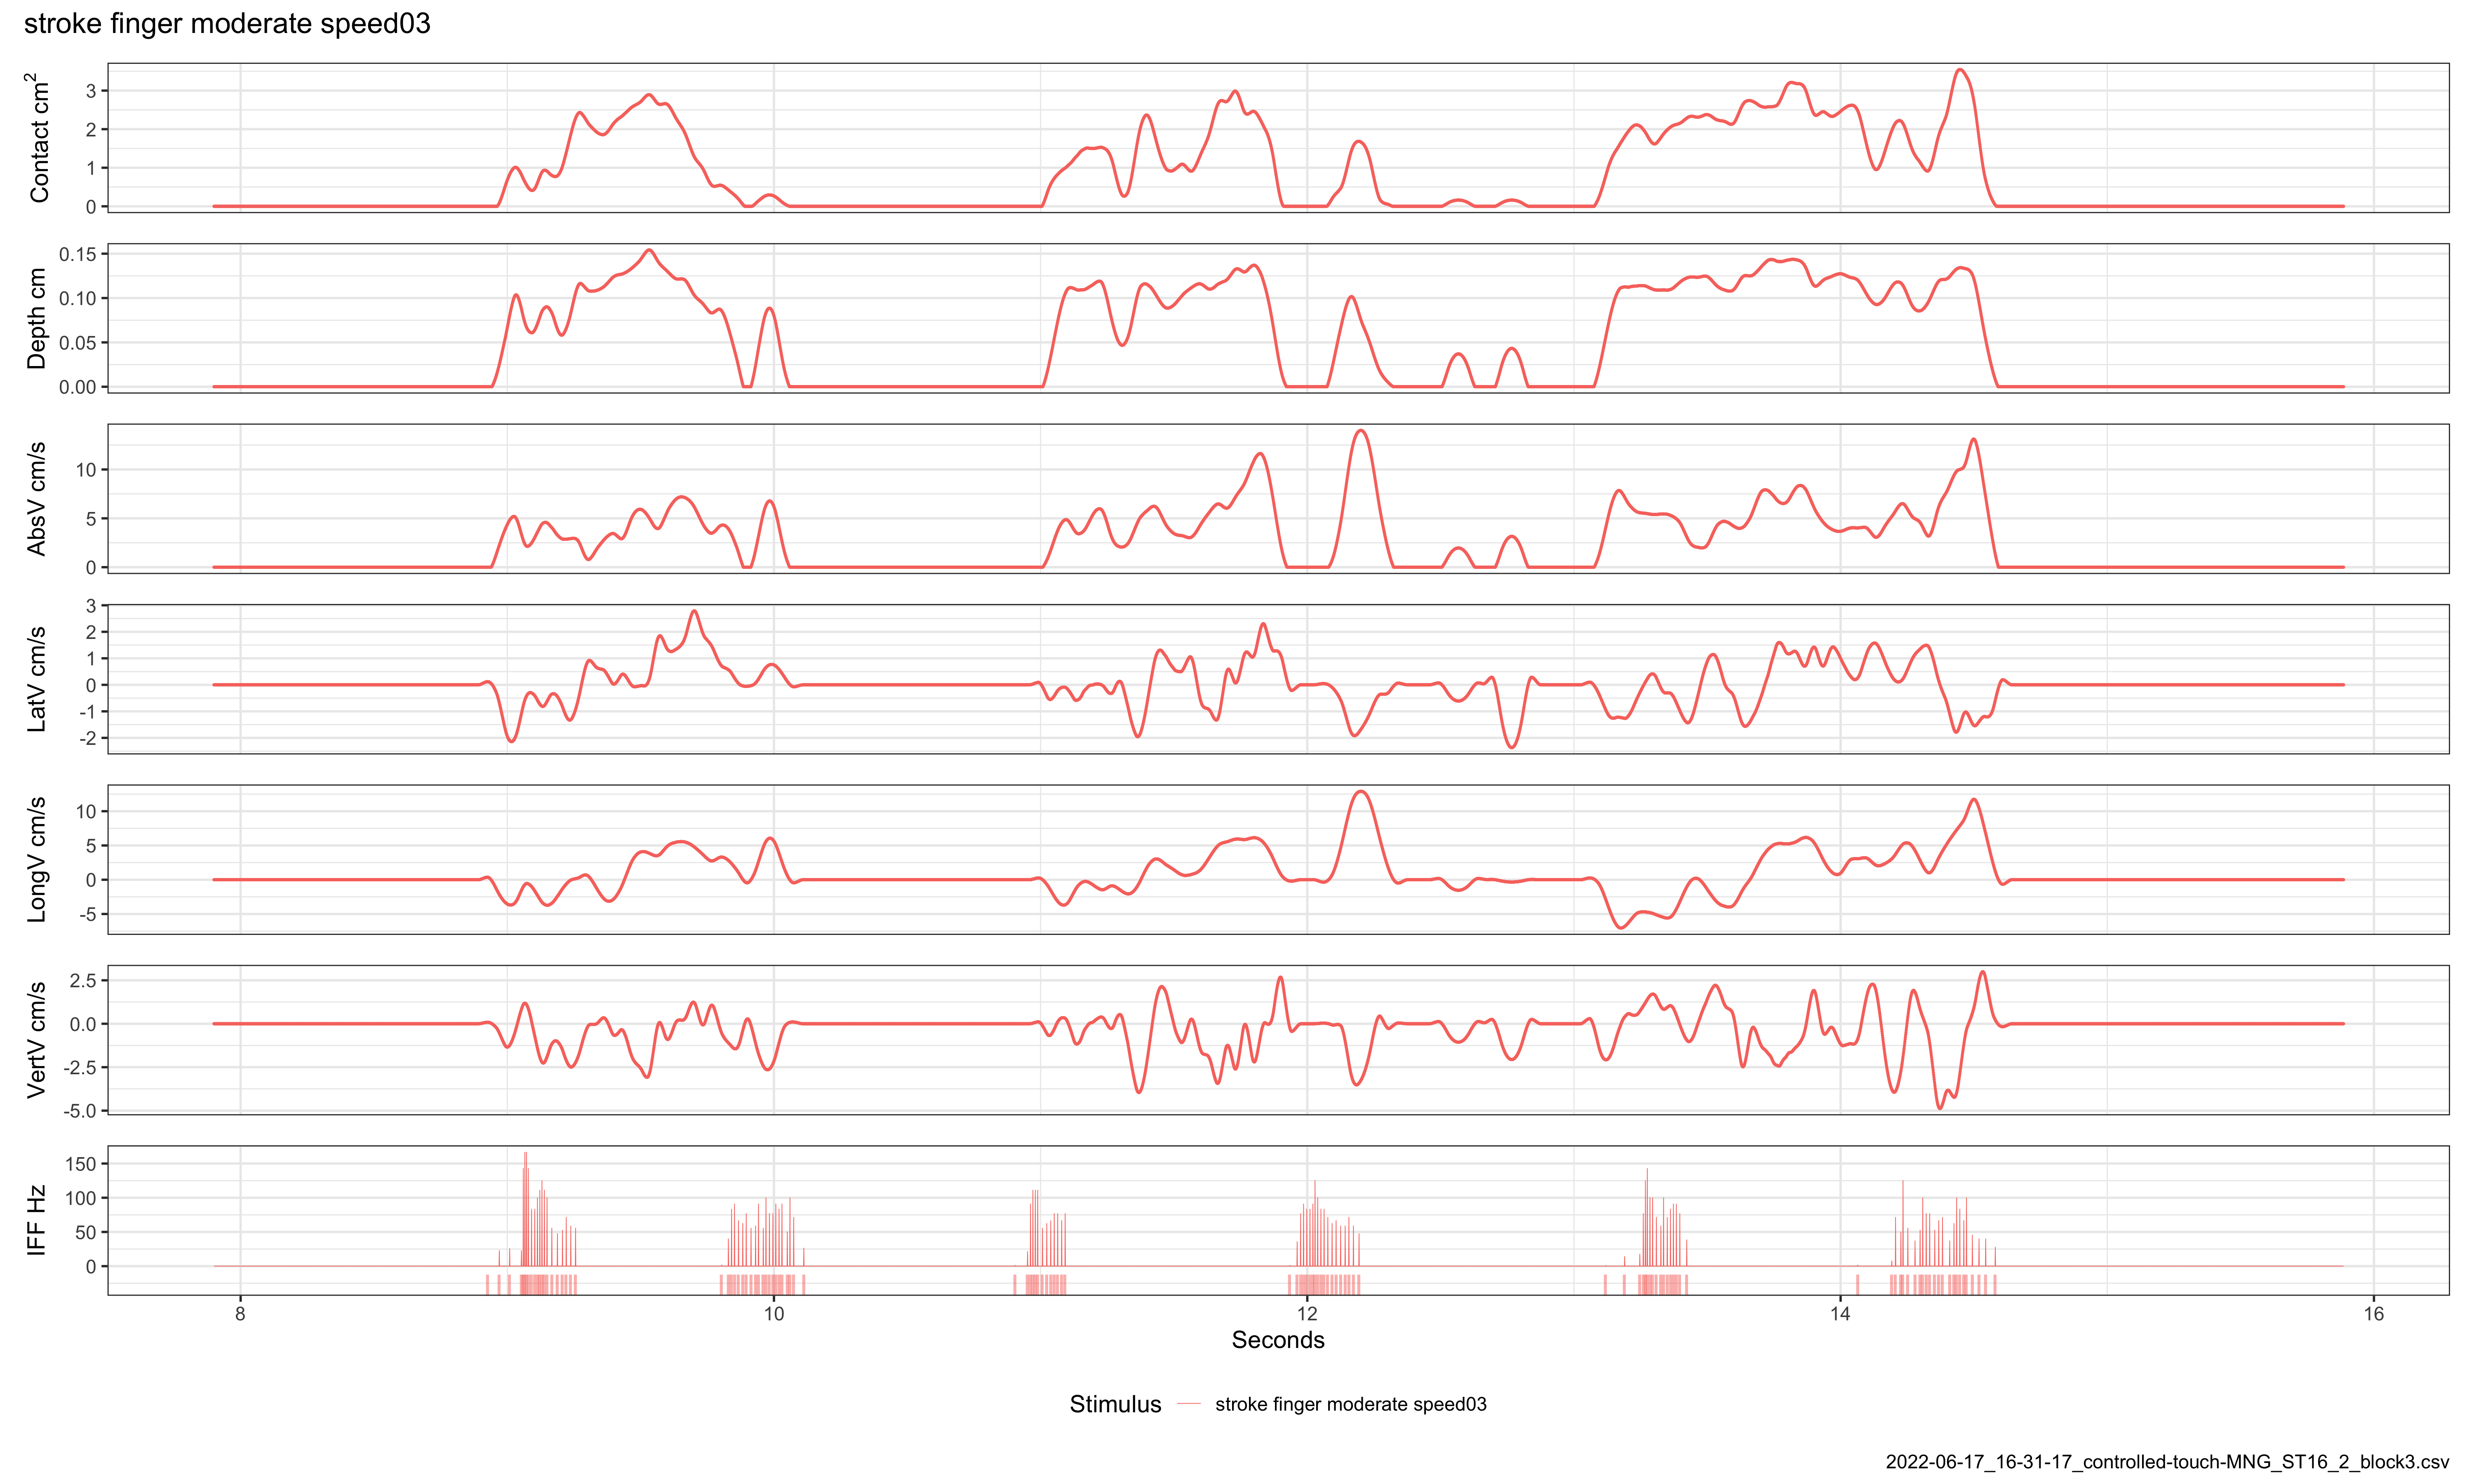 stroke finger moderate speed03
Contact cm²
3
2
1
0
Depth cm
0.15
0.10
0.05
0.00
AbsV cm/s
10
5
0
LatV cm/s
3
2
1
0
-1
-2
LongV cm/s
10
5
0
-5
VertV cm/s
2.5
0.0
-2.5
-5.0
IFF Hz
150
100
50
0
8 10 12 14 16
Seconds
Stimulus stroke finger moderate speed03
2022-06-17_16-31-17_controlled-touch-MNG_ST16_2_block3.csv